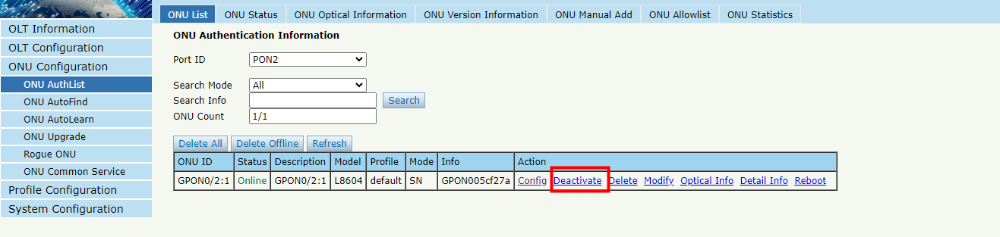 ONU List ONU Status ONU Optical Information ONU Version Information ONU Manual Add ONU Allowlist ONU Statistics
OLT Information
OLT Configuration
ONU Configuration
ONU AuthList
ONU AutoFind
ONU AutoLearn
ONU Upgrade
Rogue ONU
ONU Common Service
Profile Configuration
System Configuration
ONU Authentication Information
Port ID PON2
Search Mode All
Search Info Search
ONU Count 1/1
Delete All Delete Offline Refresh
ONU ID Status Description Model Profile Mode Info Action
GPON0/2:1 Online GPON0/2:1 L8604 default SN GPON005cf27a Config Deactivate Delete Modify Optical Info Detail Info Reboot